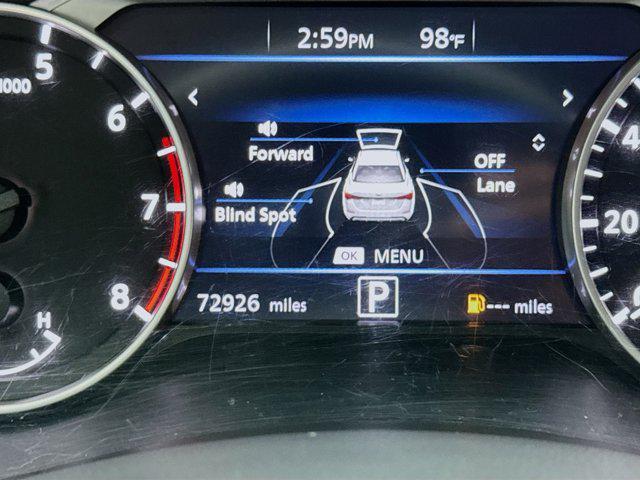 2:59PM 98°F
5
1000
6
7
8
H
Forward
OFF
Lane
Blind Spot
OK MENU
72926 miles
P
--- miles
20